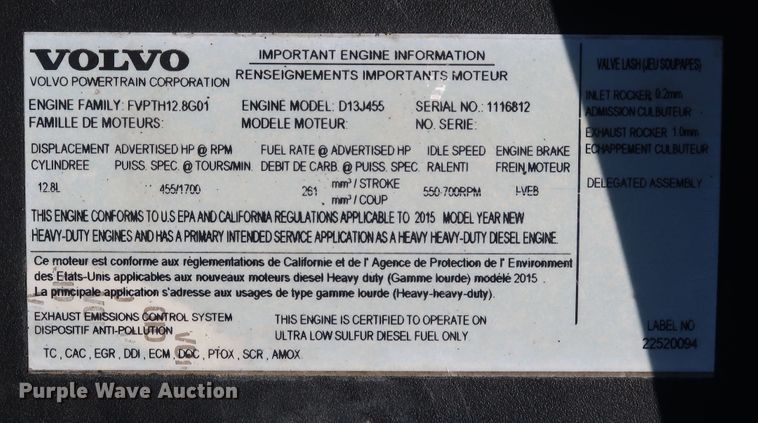 VOLVO
VOLVO POWERTRAIN CORPORATION
IMPORTANT ENGINE INFORMATION
RENSEIGNEMENTS IMPORTANTS MOTEUR
ENGINE FAMILY: FVPTH12.8G01 ENGINE MODEL: D13J455 SERIAL NO.: 1116812
FAMILLE DE MOTEURS: MODELE MOTEUR: NO. SERIE:
DISPLACEMENT ADVERTISED HP @ RPM FUEL RATE @ ADVERTISED HP IDLE SPEED ENGINE BRAKE
CYLINDREE PUISS. SPEC. @ TOURS/MIN. DEBIT DE CARB. @ PUISS. SPEC. RALENTI FREIN MOTEUR
12.8L 455/1700 261 mm³ / STROKE 550-700RPM I-VEB
mm³ / COUP
THIS ENGINE CONFORMS TO U.S EPA AND CALIFORNIA REGULATIONS APPLICABLE TO 2015 MODEL YEAR NEW
HEAVY-DUTY ENGINES AND HAS A PRIMARY INTENDED SERVICE APPLICATION AS A HEAVY HEAVY-DUTY DIESEL ENGINE.
Ce moteur est conforme aux règlementations de Californie et de l' Agence de Protection de l' Environment
des Etats-Unis applicables aux nouveaux moteurs diesel Heavy duty (Gamme lourde) modèlé 2015 .
La principale application s'adresse aux usages de type gamme lourde (Heavy-heavy-duty).
EXHAUST EMISSIONS CONTROL SYSTEM
DISPOSITIF ANTI-POLLUTION
THIS ENGINE IS CERTIFIED TO OPERATE ON
ULTRA LOW SULFUR DIESEL FUEL ONLY
TC , CAC , EGR , DDI , ECM , DOC , PTOX , SCR , AMOX
VALVE LASH (JEU SOUPAPES)
INLET ROCKER 0.2mm
ADMISSION CULBUTEUR
EXHAUST ROCKER 1.0mm
ECHAPPEMENT CULBUTEUR
DELEGATED ASSEMBLY
LABEL NO
22520094
Purple Wave Auction